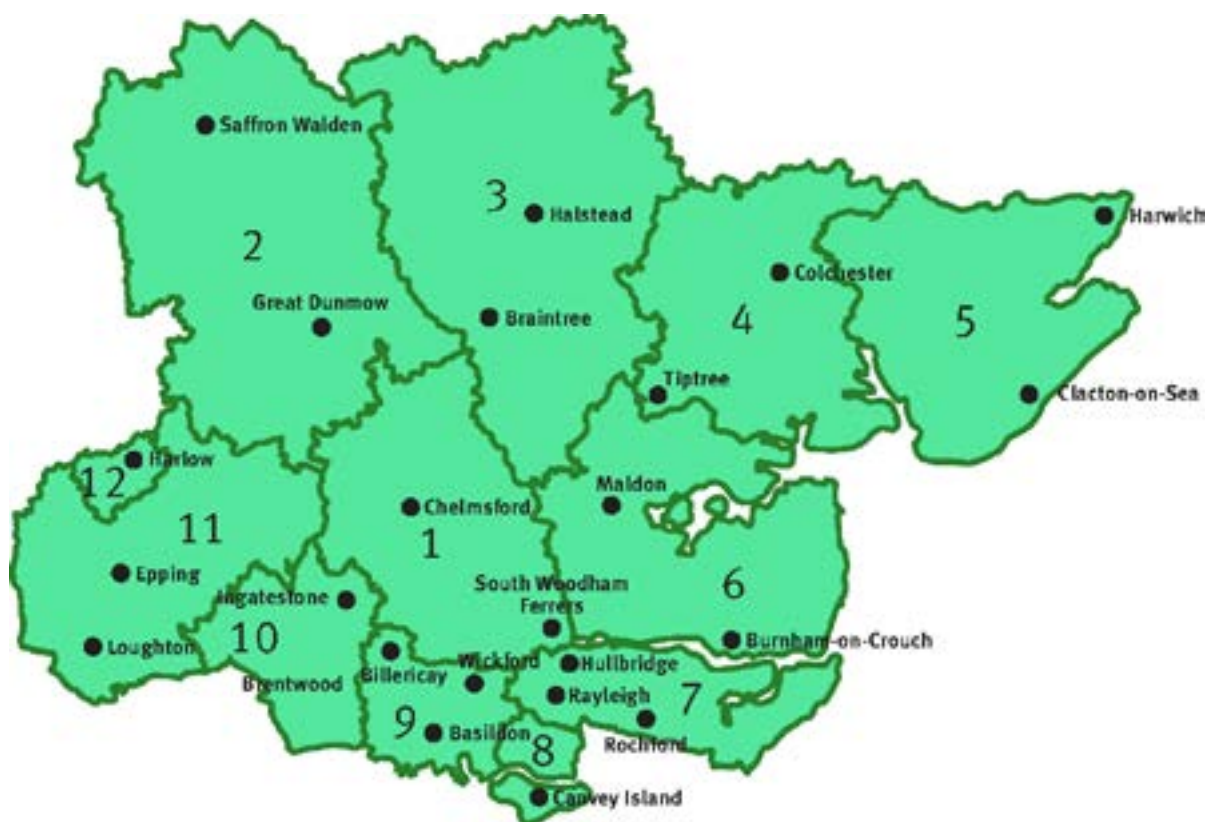 Saffron Walden
3
Halstead
Harwich
2
Colchester
Great Dunmow
Braintree
4
5
Tiptree
Clacton-on-Sea
12
Harlow
Maldon
11
Chelmsford
1
Epping
South Woodham
Ferrers
6
Ingatestone
10
Loughton
Burnham-on-Crouch
Billericay
Wickford
Hullbridge
Brentwood
Rayleigh
7
9
Basildon
8
Rochford
Canvey Island